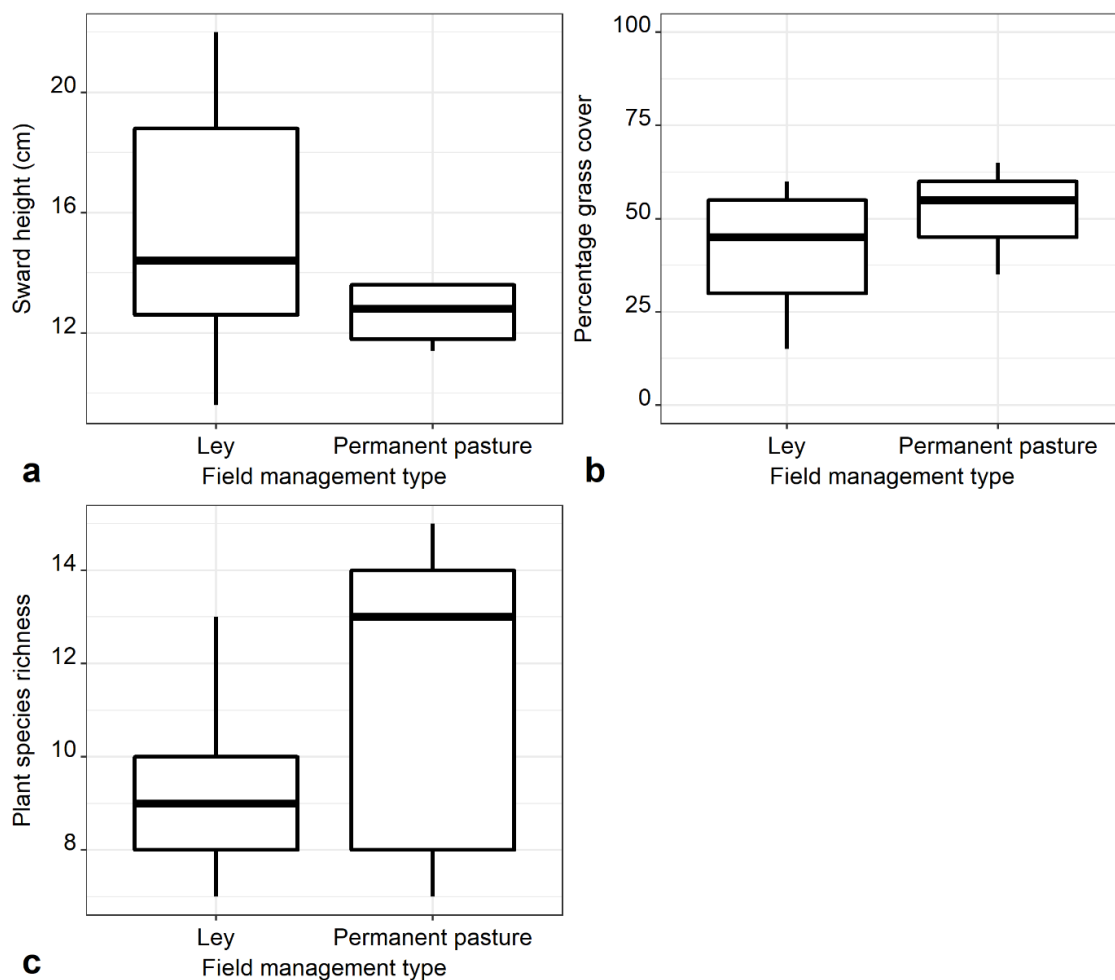 Sward height (cm)
20
16
12
Ley
Permanent pasture
Field management type
a
Percentage grass cover
100
75
50
25
0
Ley
Permanent pasture
Field management type
b
Plant species richness
14
12
10
8
Ley
Permanent pasture
Field management type
c